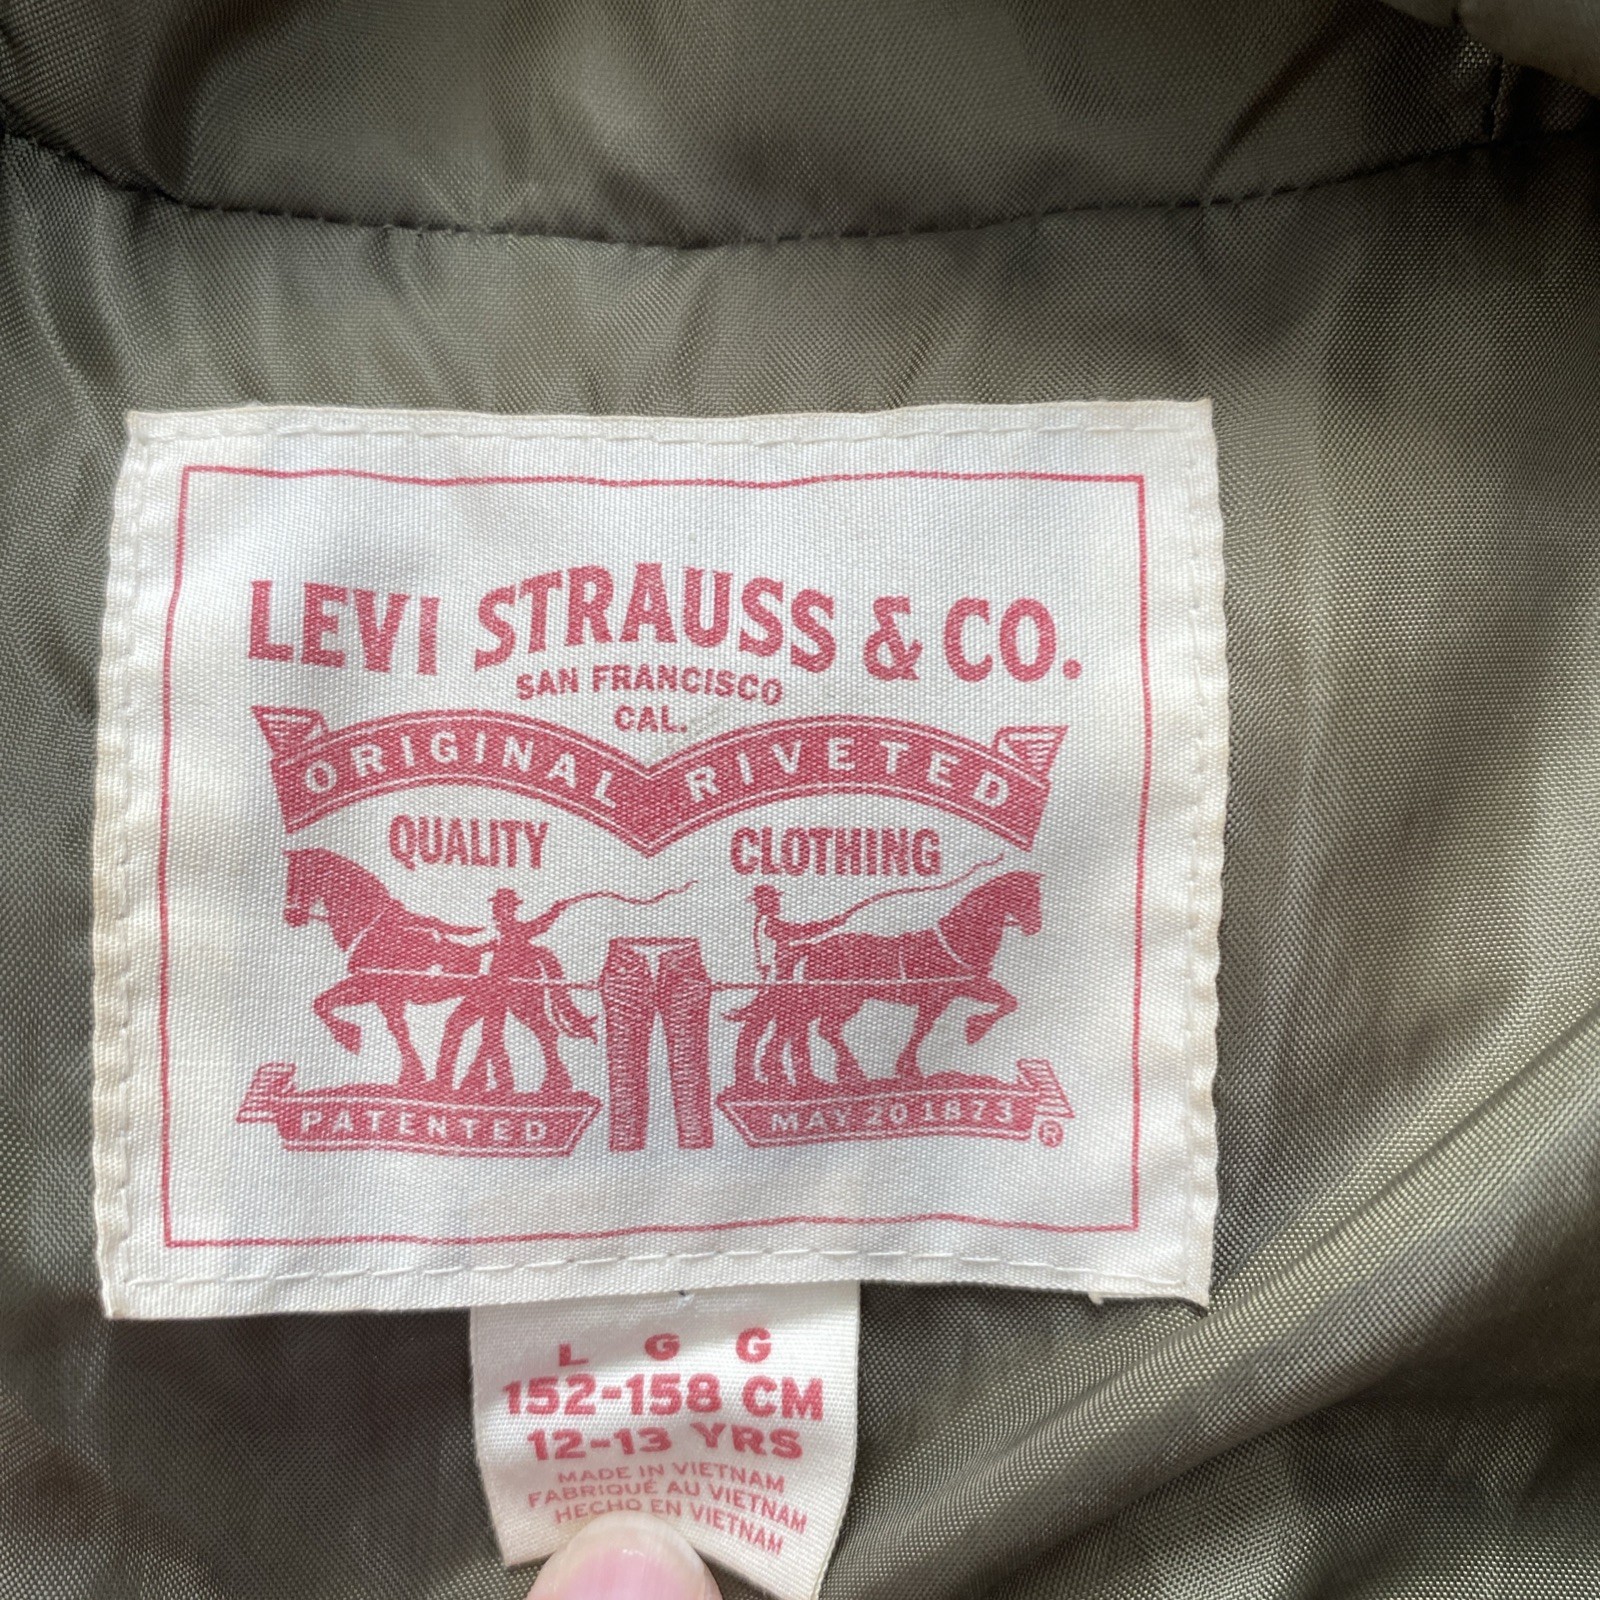 LEVI STRAUSS & CO.
SAN FRANCISCO
CAL.
ORIGINAL RIVETED
QUALITY CLOTHING
PATENTED MAY 20 1873 ®
L G G
152-158 CM
12-13 YRS
MADE IN VIETNAM
FABRIQUÉ AU VIETNAM
HECHO EN VIETNAM